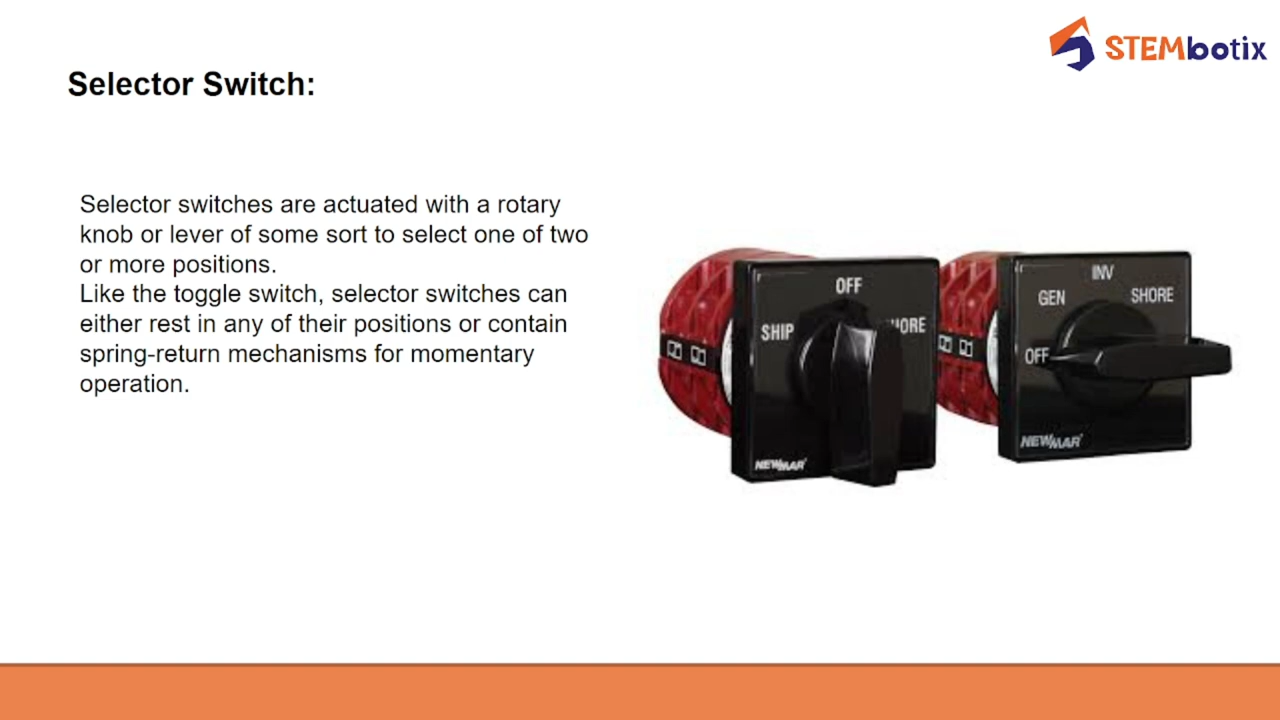 STEMbotix
Selector Switch:
Selector switches are actuated with a rotary
knob or lever of some sort to select one of two
or more positions.
Like the toggle switch, selector switches can
either rest in any of their positions or contain
spring-return mechanisms for momentary
operation.
OFF
SHIP
NEWMAR
INV
GEN
SHORE
OFF
NEWMAR